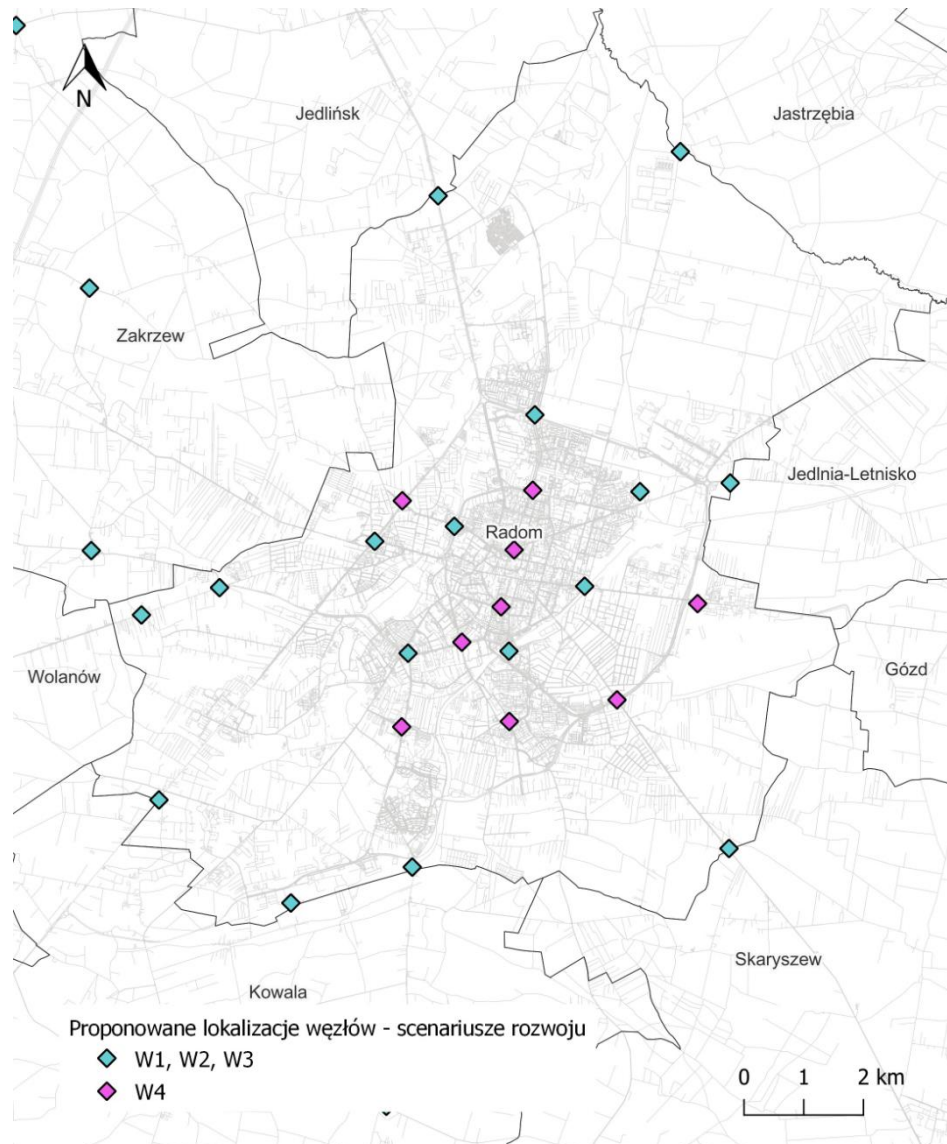 N
Jedlińsk
Jastrzębia
Zakrzew
Jedlnia-Letnisko
Radom
Wolanów
Gózd
Skaryszew
Kowala
Proponowane lokalizacje węzłów - scenariusze rozwoju
W1, W2, W3
W4
0 1 2 km